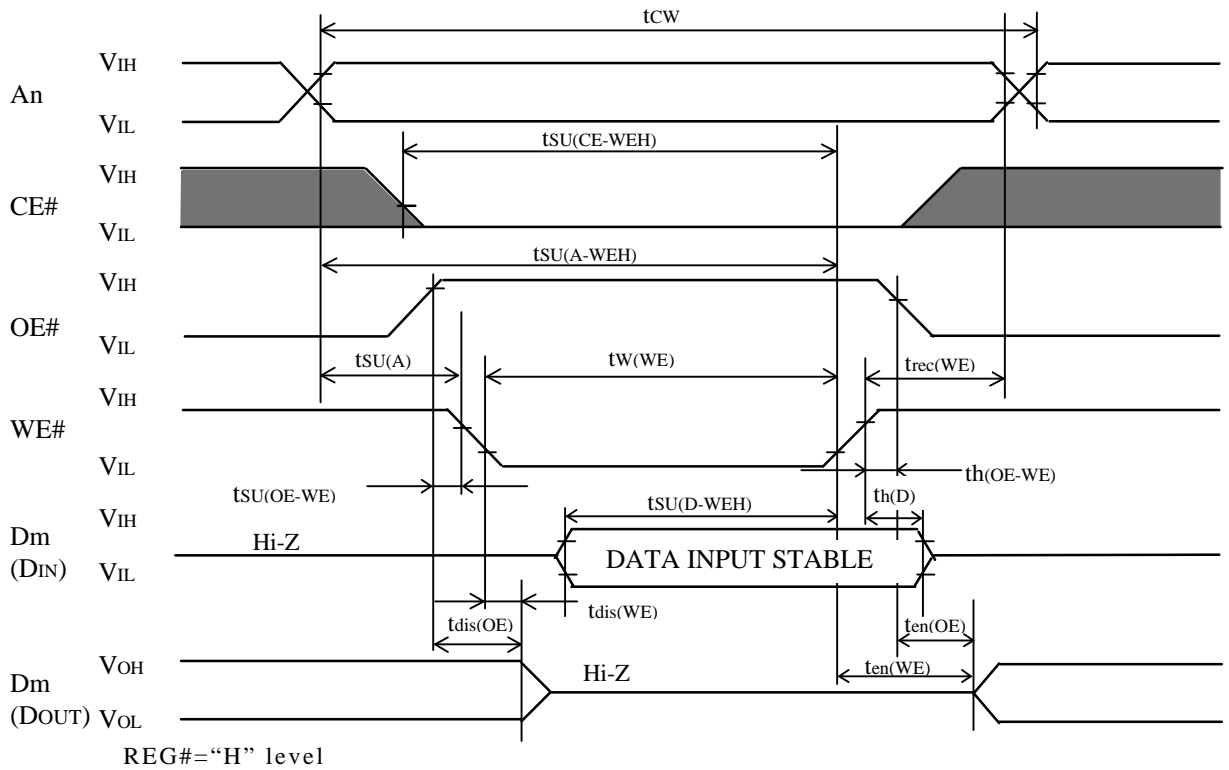 tCW
VIH
An
VIL
tSU(CE-WEH)
VIH
CE#
VIL
tSU(A-WEH)
VIH
OE#
VIL
tSU(A)
tW(WE)
trec(WE)
VIH
WE#
VIL
th(OE-WE)
tSU(OE-WE)
tSU(D-WEH)
th(D)
VIH
Dm
Hi-Z
(DIN)
VIL
DATA INPUT STABLE
tdis(WE)
tdis(OE)
ten(OE)
VOH
ten(WE)
Dm
Hi-Z
(DOUT)
VOL
REG#=“H” level